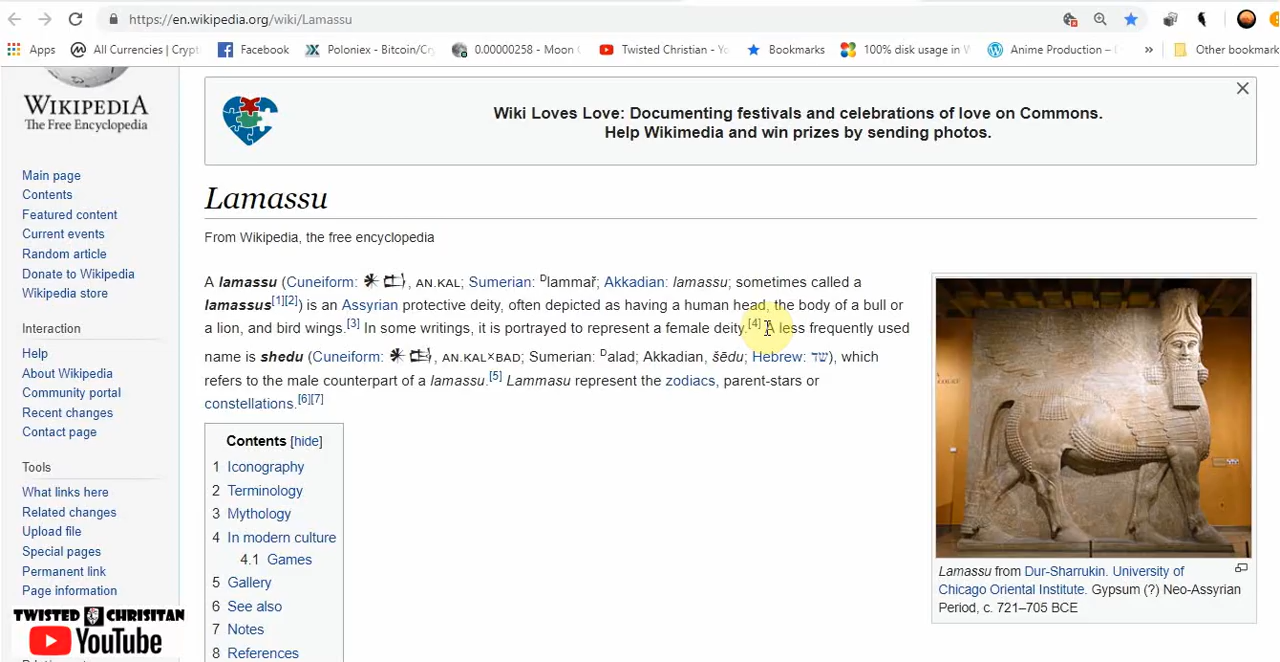 https://en.wikipedia.org/wiki/Lamassu
Apps
All Currencies | Crypt
Facebook
Poloniex - Bitcoin/Cry
0.00000258 - Moon
Twisted Christian - Yo
Bookmarks
100% disk usage in W
Anime Production –
»
Other bookmark
WIKIPEDIA
The Free Encyclopedia
Main page
Contents
Featured content
Current events
Random article
Donate to Wikipedia
Wikipedia store
Interaction
Help
About Wikipedia
Community portal
Recent changes
Contact page
Tools
What links here
Related changes
Upload file
Special pages
Permanent link
Page information
TWISTED CHRISITAN
YouTube
Wiki Loves Love: Documenting festivals and celebrations of love on Commons.
Help Wikimedia and win prizes by sending photos.
Lamassu
From Wikipedia, the free encyclopedia
A lamassu (Cuneiform: , AN.KAL; Sumerian: Dlammař; Akkadian: lamassu; sometimes called a
lamassus[1][2]) is an Assyrian protective deity, often depicted as having a human head, the body of a bull or
a lion, and bird wings.[3] In some writings, it is portrayed to represent a female deity.[4] A less frequently used
name is shedu (Cuneiform: , AN.KAL×BAD; Sumerian: Dalad; Akkadian, šēdu; Hebrew: שד), which
refers to the male counterpart of a lamassu.[5] Lammasu represent the zodiacs, parent-stars or
constellations.[6][7]
Contents [hide]
1 Iconography
2 Terminology
3 Mythology
4 In modern culture
4.1 Games
5 Gallery
6 See also
7 Notes
8 References
Lamassu from Dur-Sharrukin. University of
Chicago Oriental Institute. Gypsum (?) Neo-Assyrian
Period, c. 721–705 BCE